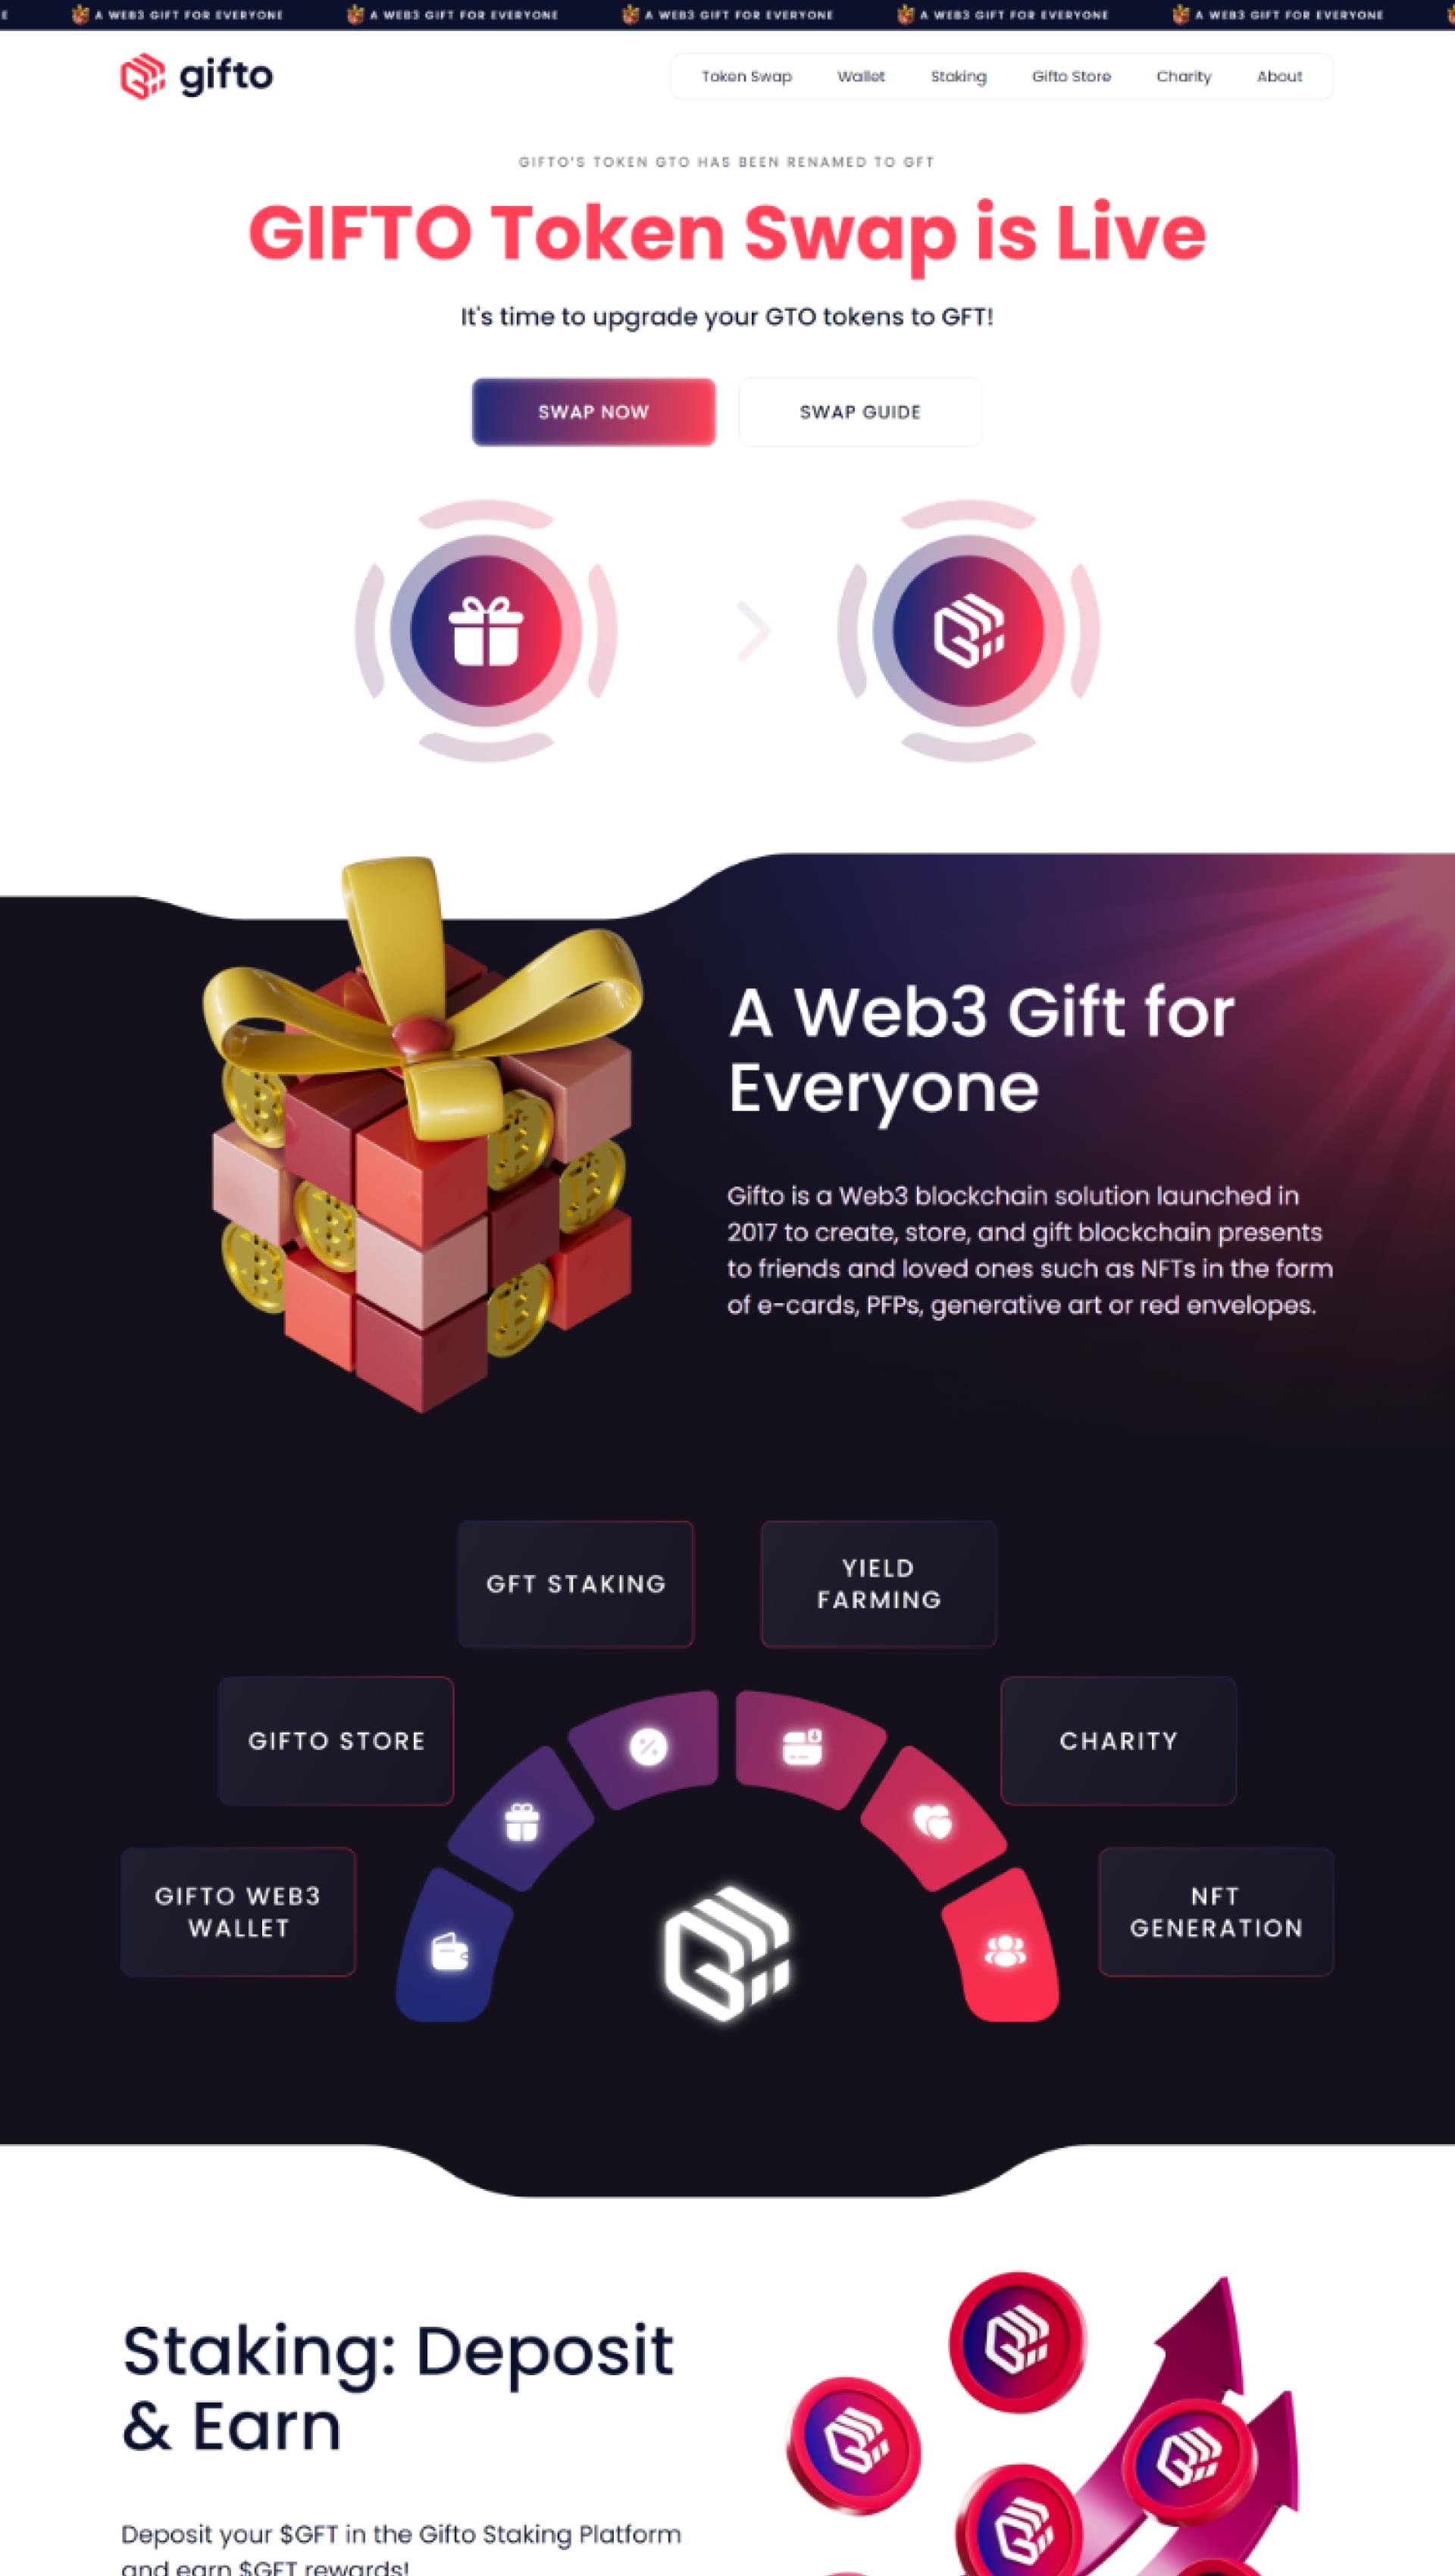 E A WEB3 GIFT FOR EVERYONE A WEB3 GIFT FOR EVERYONE A WEB3 GIFT FOR EVERYONE A WEB3 GIFT FOR EVERYONE A WEB3 GIFT FOR EVERYONE
gifto
Token Swap Wallet Staking Gifto Store Charity About
GIFTO'S TOKEN GTO HAS BEEN RENAMED TO GFT
GIFTO Token Swap is Live
It's time to upgrade your GTO tokens to GFT!
SWAP NOW SWAP GUIDE
A Web3 Gift for
Everyone
Gifto is a Web3 blockchain solution launched in
2017 to create, store, and gift blockchain presents
to friends and loved ones such as NFTs in the form
of e-cards, PFPs, generative art or red envelopes.
GFT STAKING
YIELD
FARMING
GIFTO STORE
CHARITY
GIFTO WEB3
WALLET
NFT
GENERATION
Staking: Deposit
& Earn
Deposit your $GFT in the Gifto Staking Platform
and earn $GFT rewards!